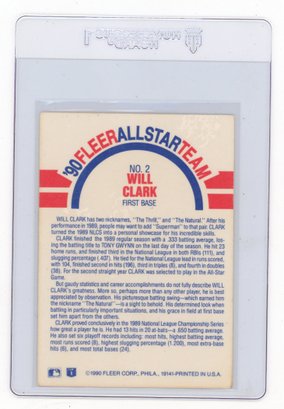 '90 FLEER ALL STAR TEAM
NO. 2
WILL
CLARK
FIRST BASE
WILL CLARK has two nicknames, "The Thrill," and "The Natural." After his
performance in 1989, people may want to add "Superman" to that pair. CLARK
turned the 1989 NLCS into a personal showcase for his incredible skills.
CLARK finished the 1989 regular season with a .333 batting average, los-
ing the batting title to TONY GWYNN on the last day of the season. He hit 23
home runs, and finished third in the National League in both RBIs (111), and
slugging percentage (.407). He tied for the National League lead in runs scored,
with 104, finished second in hits (196), third in triples (8), and fourth in doubles
(38). For the second straight year CLARK was selected to play in the All-Star
Game.
But gaudy statistics and career accomplishments do not fully describe WILL
CLARK's greatness. More so, perhaps more than any other player, he is best
appreciated by observation. His picturesque batting swing—which earned him
the nickname "The Natural"—is a sight to behold. His determined look when
batting in particularly important situations, and his grace in field at first base
set him apart from the others.
CLARK proved conclusively in the 1989 National League Championship Series
how great a player he is. He had 13 hits in 20 at bats—a .650 batting average.
He also set six playoff records including: most hits, highest batting average,
most runs scored (8), highest slugging percentage (1.200), most extra-base
hits (6), and most total bases (24).
©1990 FLEER CORP., PHILA., 19141-PRINTED IN U.S.A.